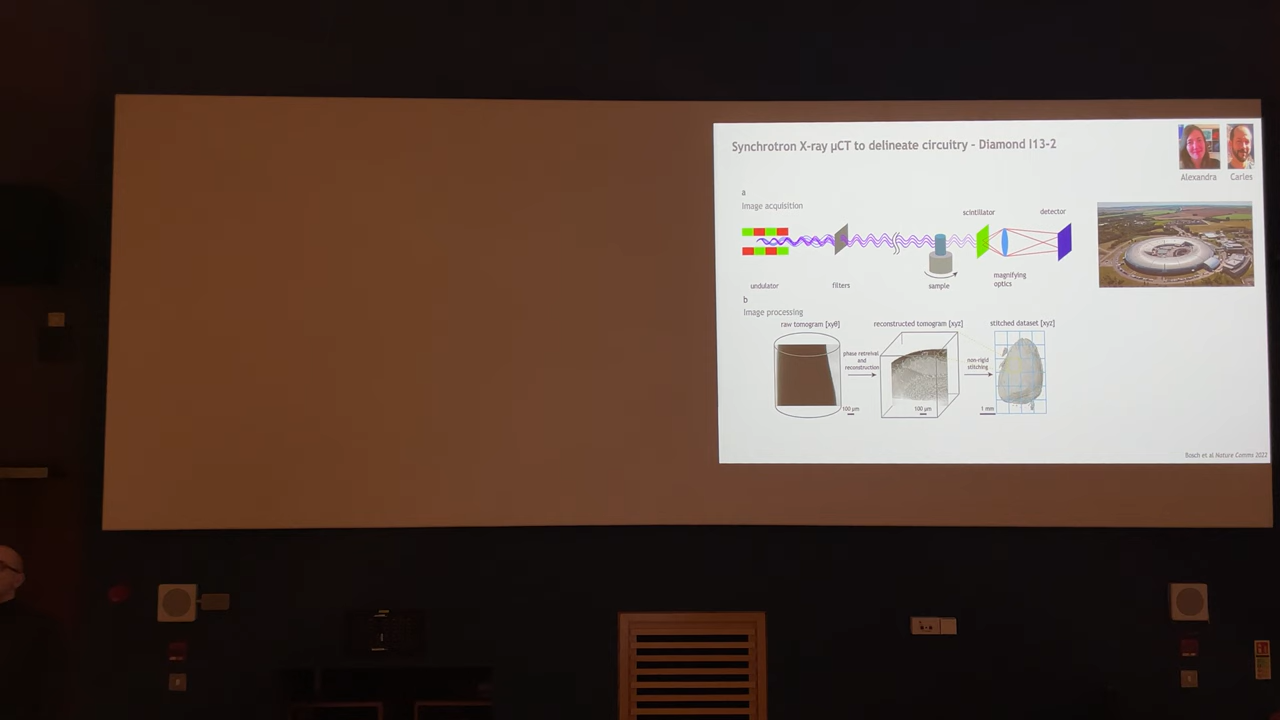 Synchrotron X-ray µCT to delineate circuitry - Diamond I13-2
Alexandra
Carles
a
Image acquisition
scintillator
detector
undulator
filters
sample
magnifying
optics
b
Image processing
raw tomogram [xyθ]
reconstructed tomogram [xyz]
stitched dataset [xyz]
phase retreival
and
reconstruction
non-rigid
stitching
100 µm
100 µm
1 mm
Bosch et al Nature Comms 2022